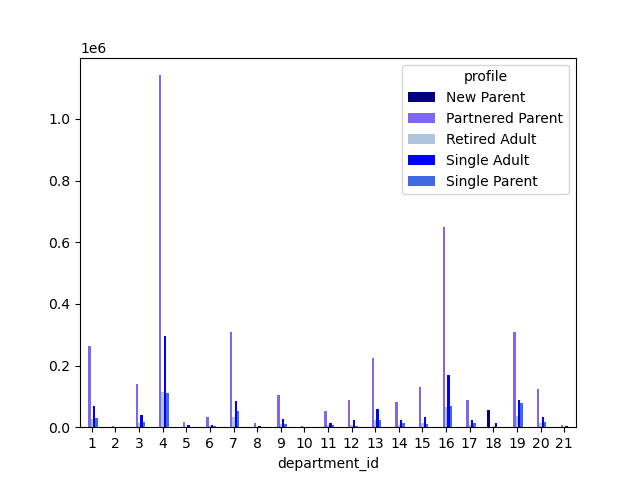 1e6
profile
New Parent
Partnered Parent
Retired Adult
Single Adult
Single Parent
1.0
0.8
0.6
0.4
0.2
0.0
1 2 3 4 5 6 7 8 9 10 11 12 13 14 15 16 17 18 19 20 21
department_id